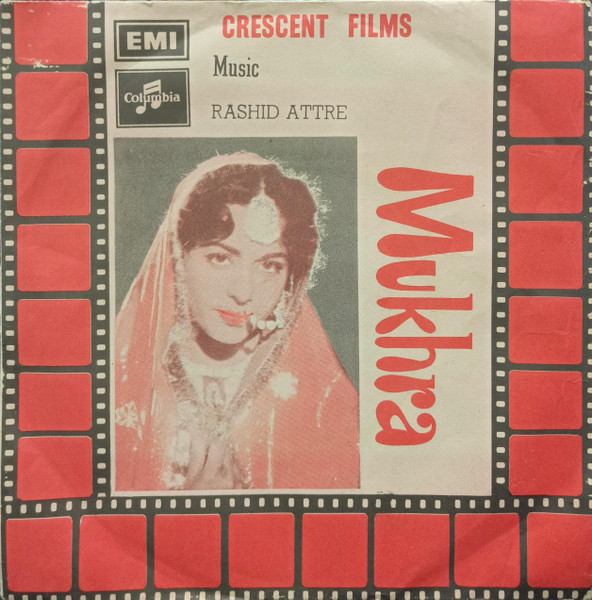 EMI
CRESCENT FILMS
Columbia
Music
RASHID ATTRE
Mukhra